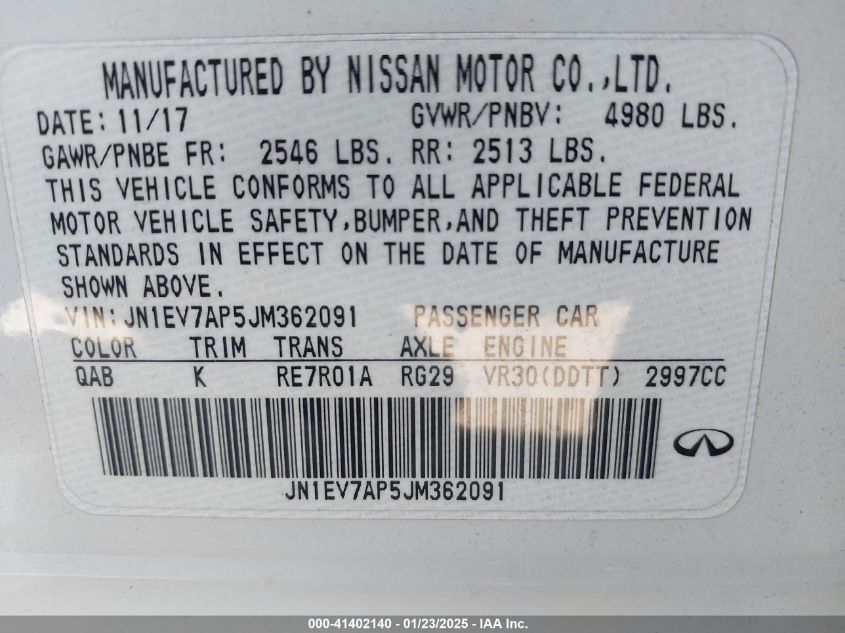 MANUFACTURED BY NISSAN MOTOR CO.,LTD.
DATE: 11/17 GVWR/PNBV: 4980 LBS.
GAWR/PNBE FR: 2546 LBS. RR: 2513 LBS.
THIS VEHICLE CONFORMS TO ALL APPLICABLE FEDERAL
MOTOR VEHICLE SAFETY,BUMPER,AND THEFT PREVENTION
STANDARDS IN EFFECT ON THE DATE OF MANUFACTURE
SHOWN ABOVE.
VIN:JN1EV7AP5JM362091 PASSENGER CAR
COLOR TRIM TRANS AXLE ENGINE
QAB K RE7R01A RG29 VR30(DDTT) 2997CC
JN1EV7AP5JM362091
000-41402140 - 01/23/2025 - IAA, Inc.